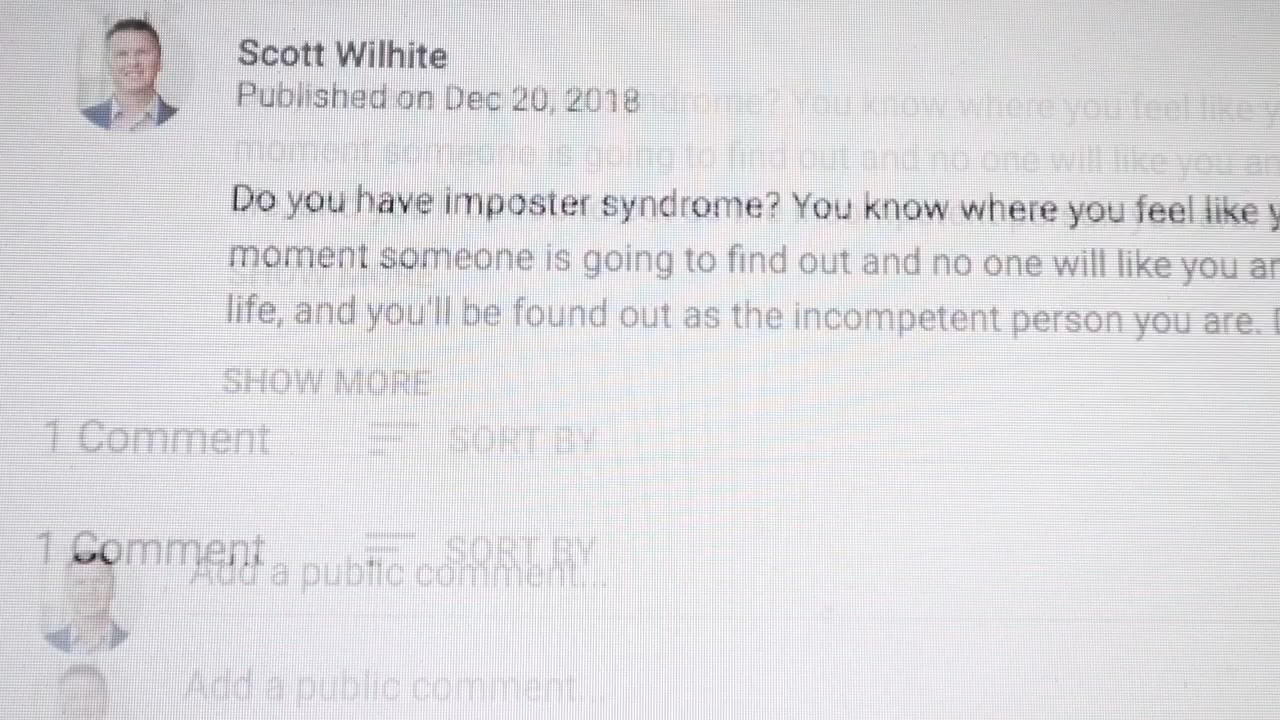 Scott Wilhite
Published on Dec 20, 2018
Do you have imposter syndrome? You know where you feel like y
moment someone is going to find out and no one will like you ar
life, and you'll be found out as the incompetent person you are.
SHOW MORE
1 Comment SORT BY
1 Comment SORT BY
Add a public comment...
Add a public comment...